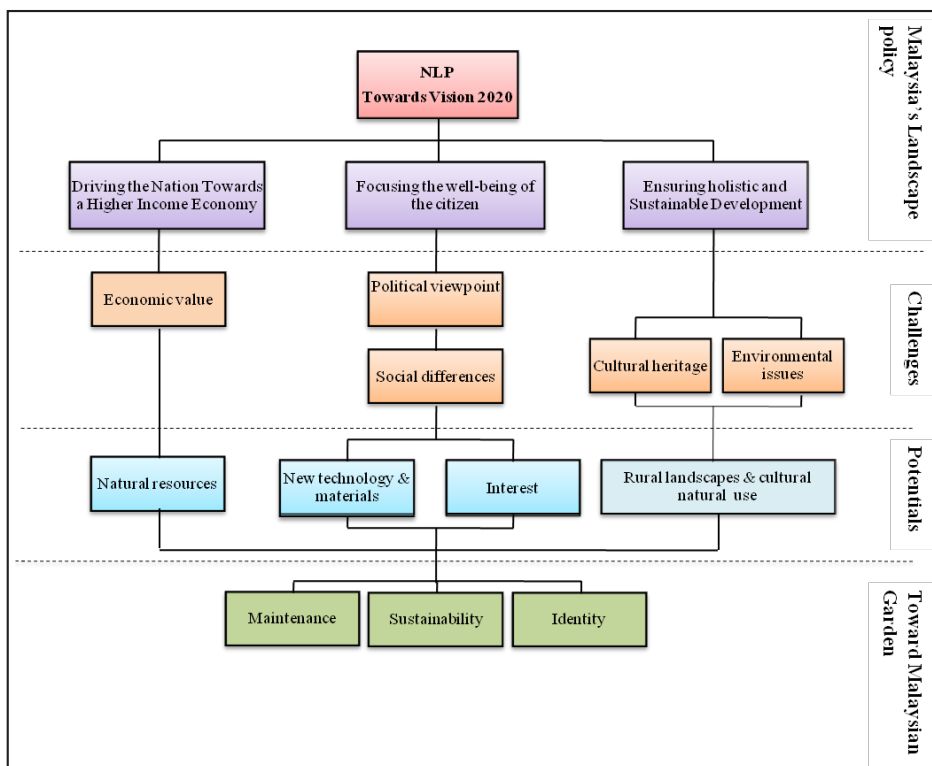 NLP
Towards Vision 2020
Malaysia's Landscape
policy
Driving the Nation Towards
a Higher Income Economy
Focusing the well-being of
the citizen
Ensuring holistic and
Sustainable Development
Economic value
Political viewpoint
Social differences
Cultural heritage
Environmental
issues
Challenges
Natural resources
New technology &
materials
Interest
Rural landscapes & cultural
natural use
Potentials
Maintenance
Sustainability
Identity
Toward Malaysian
Garden